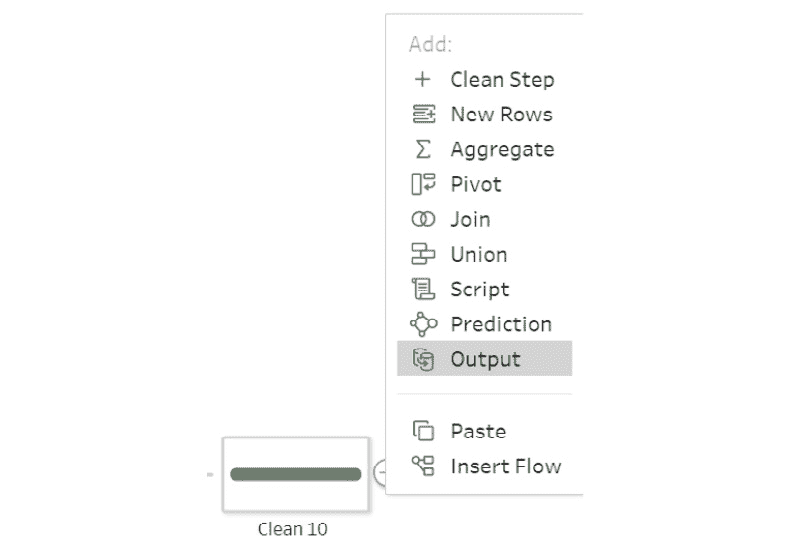 Add:
Clean Step
New Rows
Aggregate
Pivot
Join
Union
Script
Prediction
Output
Paste
Insert Flow
Clean 10